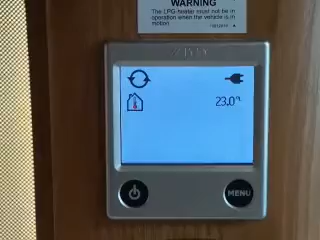 WARNING
The LPG-heater must not be in
operation when the vehicle is in
motion
23.0°
MENU